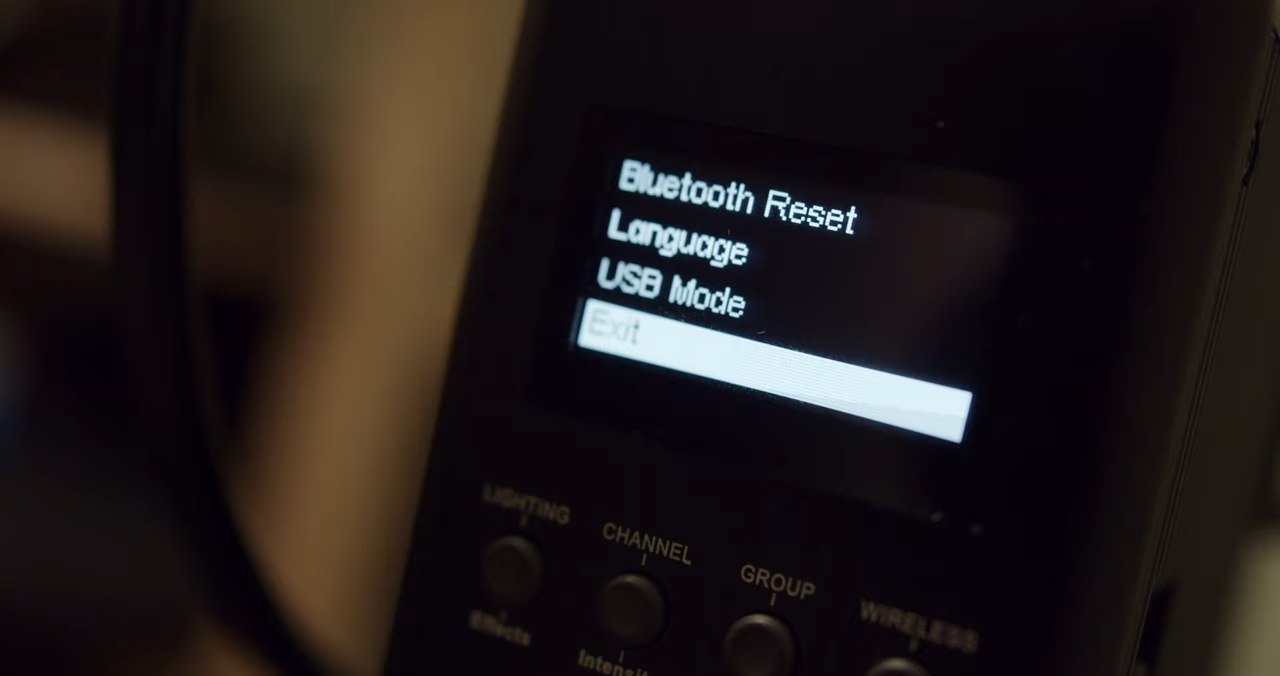 Bluetooth Reset
Language
USB Mode
Exit
LIGHTING
CHANNEL
GROUP
WIRELESS
Effects